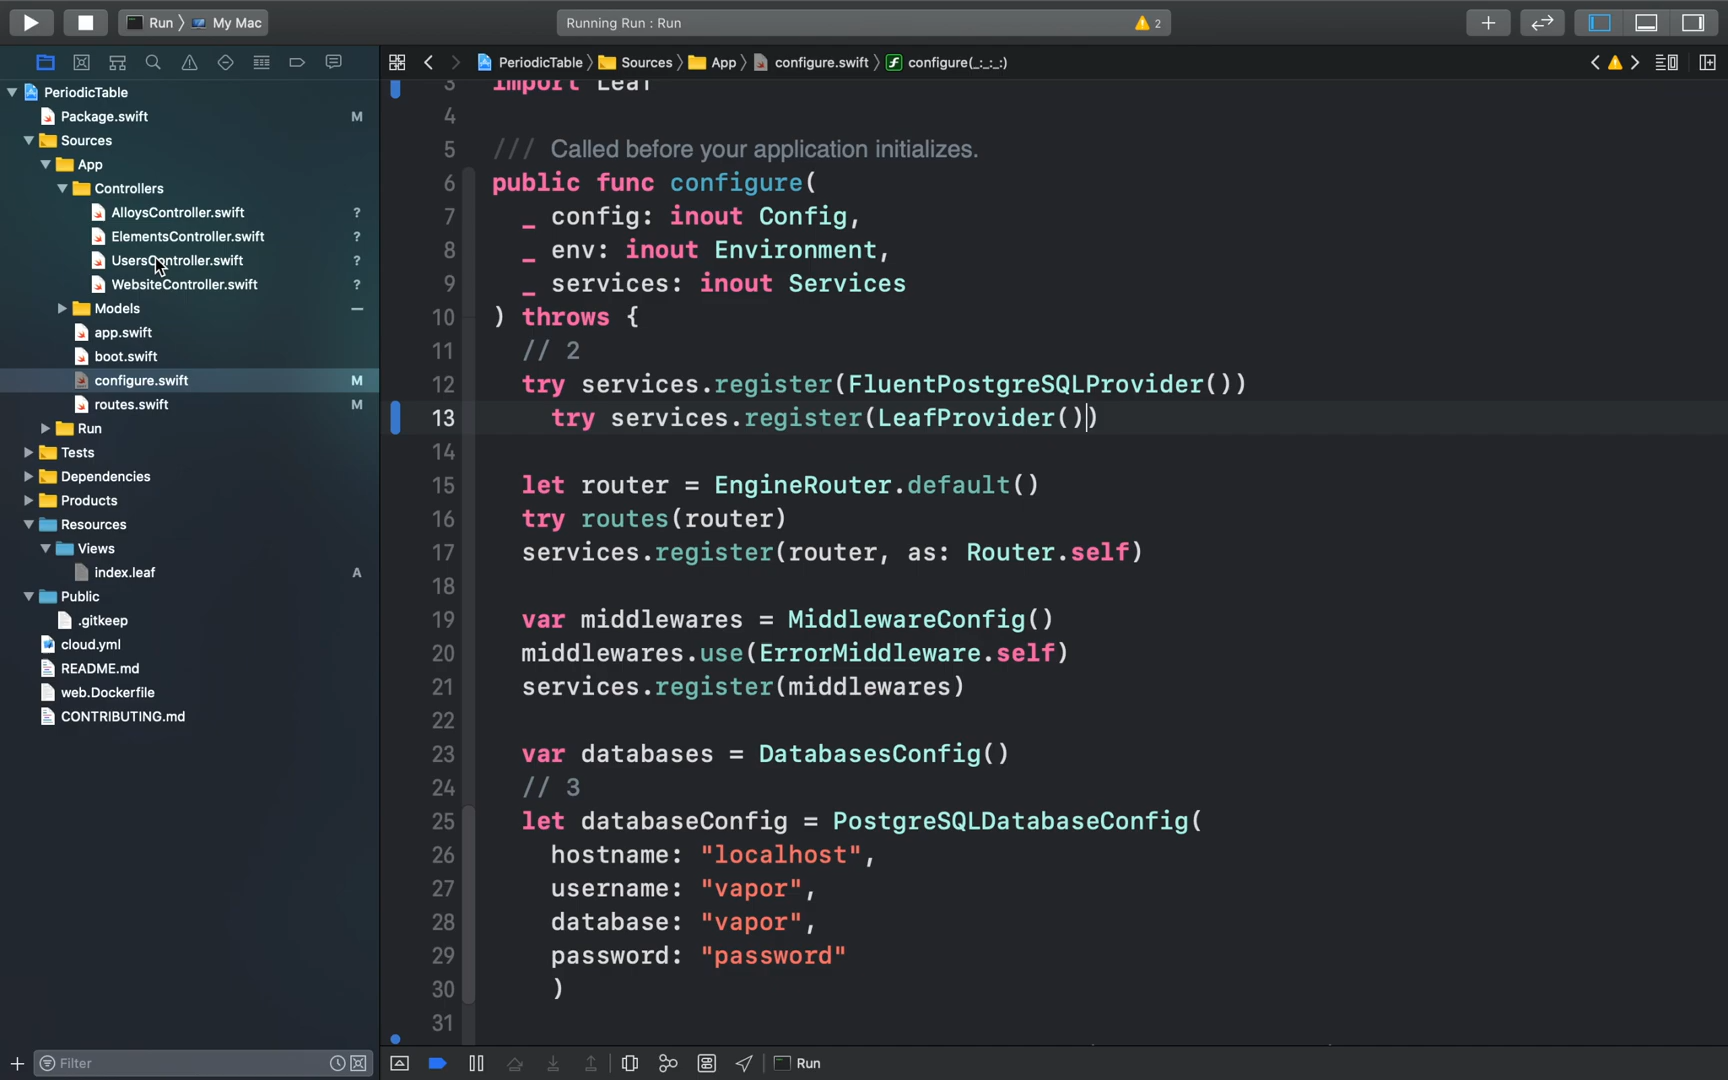 Run
My Mac
Running Run : Run
2
PeriodicTable
Sources
App
configure.swift
f
configure(_:_:_:)
PeriodicTable
Package.swift M
Sources
App
Controllers
AlloysController.swift ?
ElementsController.swift ?
UsersController.swift ?
WebsiteController.swift ?
Models
app.swift
boot.swift
configure.swift M
routes.swift M
Run
Tests
Dependencies
Products
Resources
Views
index.leaf A
Public
.gitkeep
cloud.yml
README.md
web.Dockerfile
CONTRIBUTING.md
Filter
3 import Leaf
4
5 /// Called before your application initializes.
6 public func configure(
7 _ config: inout Config,
8 _ env: inout Environment,
9 _ services: inout Services
10 ) throws {
11 // 2
12 try services.register(FluentPostgreSQLProvider())
13 try services.register(LeafProvider())
14
15 let router = EngineRouter.default()
16 try routes(router)
17 services.register(router, as: Router.self)
18
19 var middlewares = MiddlewareConfig()
20 middlewares.use(ErrorMiddleware.self)
21 services.register(middlewares)
22
23 var databases = DatabasesConfig()
24 // 3
25 let databaseConfig = PostgreSQLDatabaseConfig(
26 hostname: "localhost",
27 username: "vapor",
28 database: "vapor",
29 password: "password"
30 )
31
Run